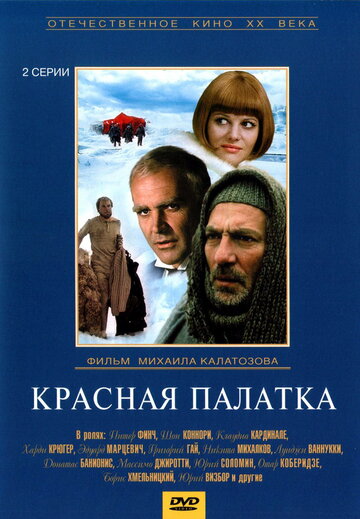 ОТЕЧЕСТВЕННОЕ КИНО XX ВЕКА
2 СЕРИИ
ФИЛЬМ МИХАИЛА КАЛАТОЗОВА
КРАСНАЯ ПАЛАТКА
В ролях: Питер ФИНЧ, Шон КОННОРИ, Клаудиа КАРДИНАЛЕ,
Харди КРЮГЕР, Эдуард МАРЦЕВИЧ, Григорий ГАЙ, Никита МИХАЛКОВ, Луиджи ВАННУККИ,
Донатас БАНИОНИС, Массимо ДЖИРОТТИ, Юрий СОЛОМИН, Отар КОБЕРИДЗЕ,
Борис ХМЕЛЬНИЦКИЙ, Юрий ВИЗБОР и другие
DVD
VIDEO